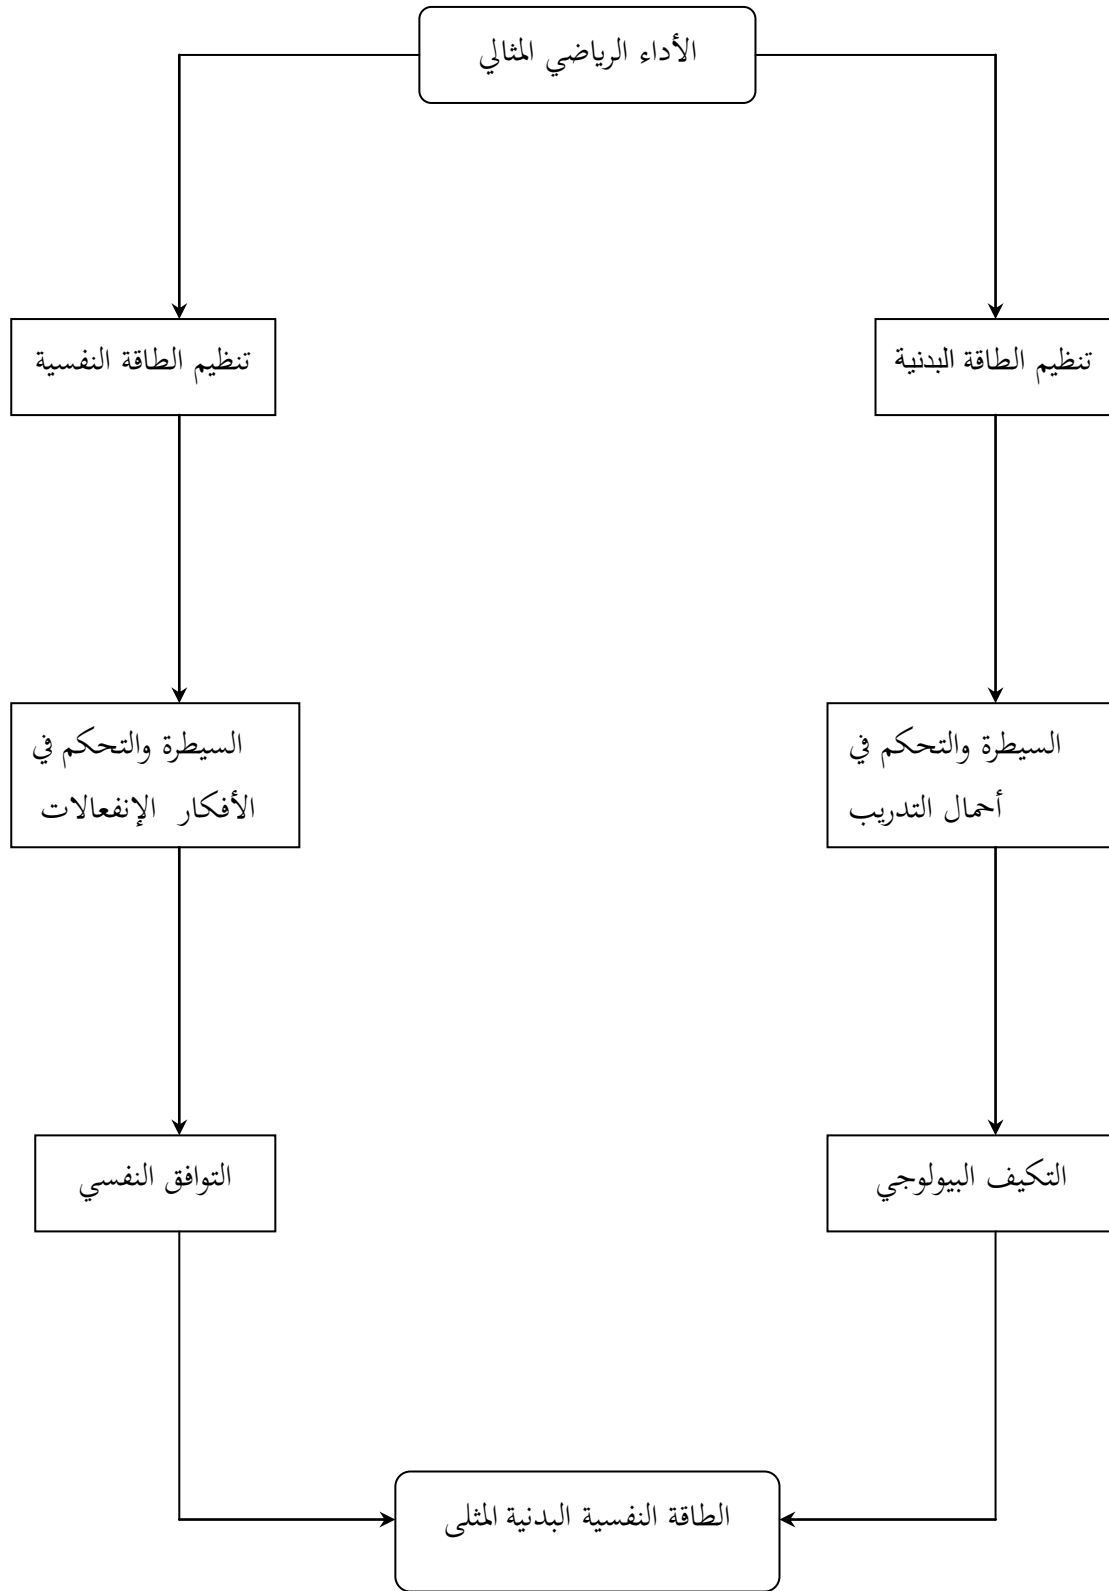 الأداء الرياضي المثالي
تنظيم الطاقة البدنية
تنظيم الطاقة النفسية
السيطرة والتحكم في
أحمال التدريب
السيطرة والتحكم في
الأفكار الإنفعالات
التكيف البيولوجي
التوافق النفسي
الطاقة النفسية البدنية المثلى